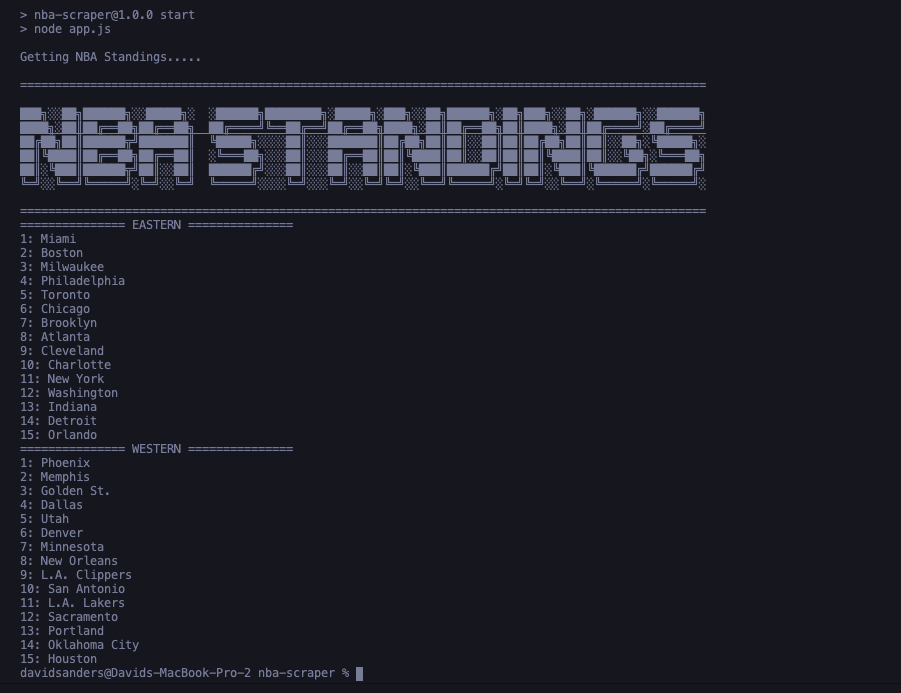 > nba-scraper@1.0.0 start
> node app.js
Getting NBA Standings.....
==================================================================================================
NBA STANDINGS
==================================================================================================
=============== EASTERN ===============
1: Miami
2: Boston
3: Milwaukee
4: Philadelphia
5: Toronto
6: Chicago
7: Brooklyn
8: Atlanta
9: Cleveland
10: Charlotte
11: New York
12: Washington
13: Indiana
14: Detroit
15: Orlando
=============== WESTERN ===============
1: Phoenix
2: Memphis
3: Golden St.
4: Dallas
5: Utah
6: Denver
7: Minnesota
8: New Orleans
9: L.A. Clippers
10: San Antonio
11: L.A. Lakers
12: Sacramento
13: Portland
14: Oklahoma City
15: Houston
davidsanders@Davids-MacBook-Pro-2 nba-scraper %